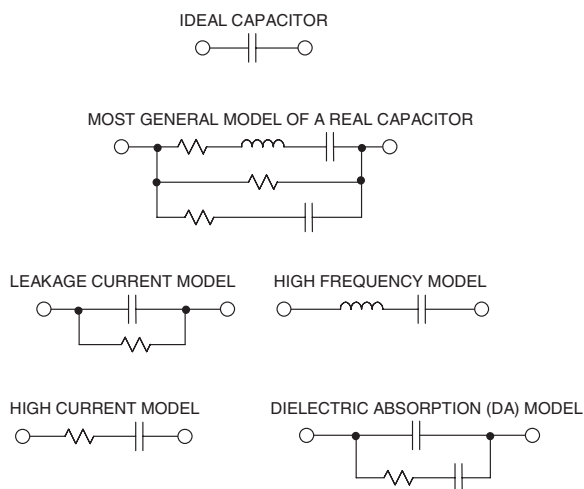 IDEAL CAPACITOR
MOST GENERAL MODEL OF A REAL CAPACITOR
LEAKAGE CURRENT MODEL
HIGH FREQUENCY MODEL
HIGH CURRENT MODEL
DIELECTRIC ABSORPTION (DA) MODEL